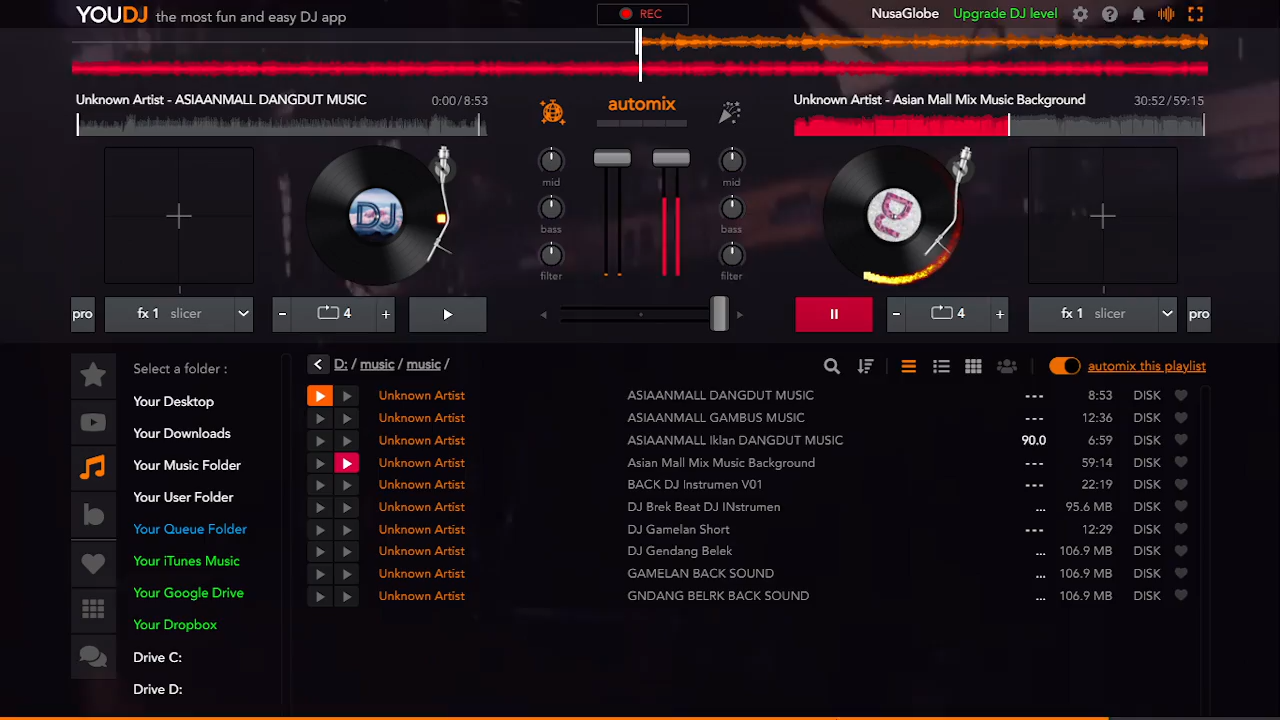 YOUDJ the most fun and easy DJ app
REC
NusaGlobe Upgrade DJ level
Unknown Artist - ASIAANMALL DANGDUT MUSIC 0:00/8:53
automix
Unknown Artist - Asian Mall Mix Music Background 30:52/59:15
mid mid
DJ
bass bass
filter filter
pro fx 1 slicer - 4 +
- 4 + fx 1 slicer pro
Select a folder :
Your Desktop
Your Downloads
Your Music Folder
Your User Folder
Your Queue Folder
Your iTunes Music
Your Google Drive
Your Dropbox
Drive C:
Drive D:
D: / music / music /
automix this playlist
Unknown Artist ASIAANMALL DANGDUT MUSIC --- 8:53 DISK
Unknown Artist ASIAANMALL GAMBUS MUSIC --- 12:36 DISK
Unknown Artist ASIAANMALL Iklan DANGDUT MUSIC 90.0 6:59 DISK
Unknown Artist Asian Mall Mix Music Background --- 59:14 DISK
Unknown Artist BACK DJ Instrumen V01 --- 22:19 DISK
Unknown Artist DJ Brek Beat DJ INstrumen ... 95.6 MB DISK
Unknown Artist DJ Gamelan Short --- 12:29 DISK
Unknown Artist DJ Gendang Belek ... 106.9 MB DISK
Unknown Artist GAMELAN BACK SOUND ... 106.9 MB DISK
Unknown Artist GNDANG BELRK BACK SOUND ... 106.9 MB DISK